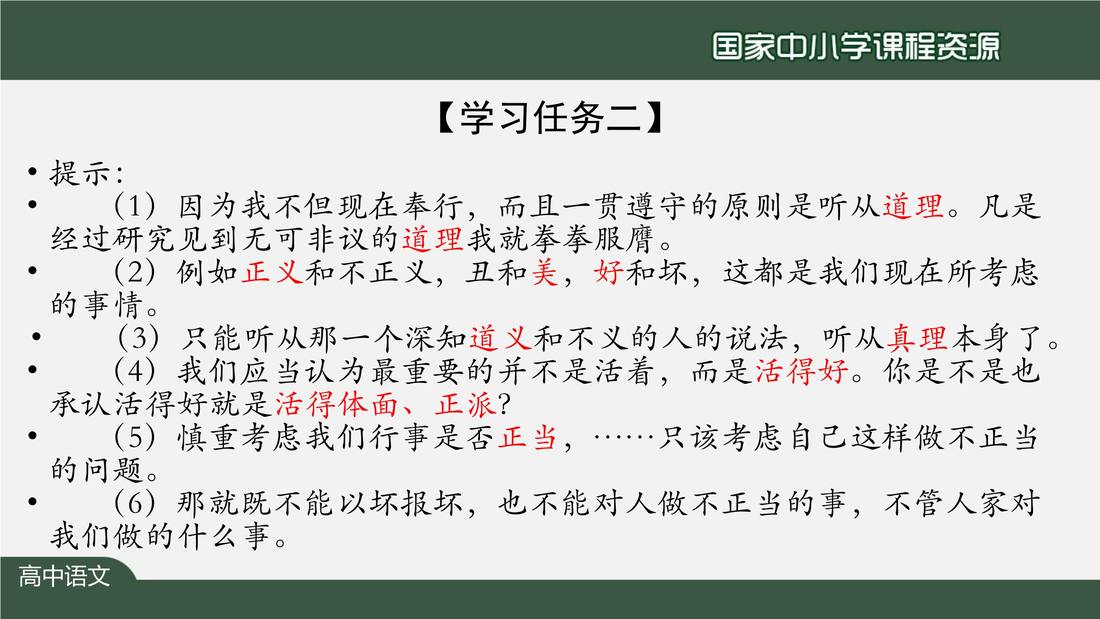 国家中小学课程资源
【学习任务二】
• 提示：
• （1）因为我不但现在奉行，而且一贯遵守的原则是听从道理。凡是
经过研究见到无可非议的道理我就拳拳服膺。
• （2）例如正义和不正义，丑和美，好和坏，这都是我们现在所考虑
的事情。
• （3）只能听从那一个深知道义和不义的人的说法，听从真理本身了。
• （4）我们应当认为最重要的并不是活着，而是活得好。你是不是也
承认活得好就是活得体面、正派？
• （5）慎重考虑我们行事是否正当，……只该考虑自己这样做不正当
的问题。
• （6）那就既不能以坏报坏，也不能对人做不正当的事，不管人家对
我们做的什么事。
高中语文